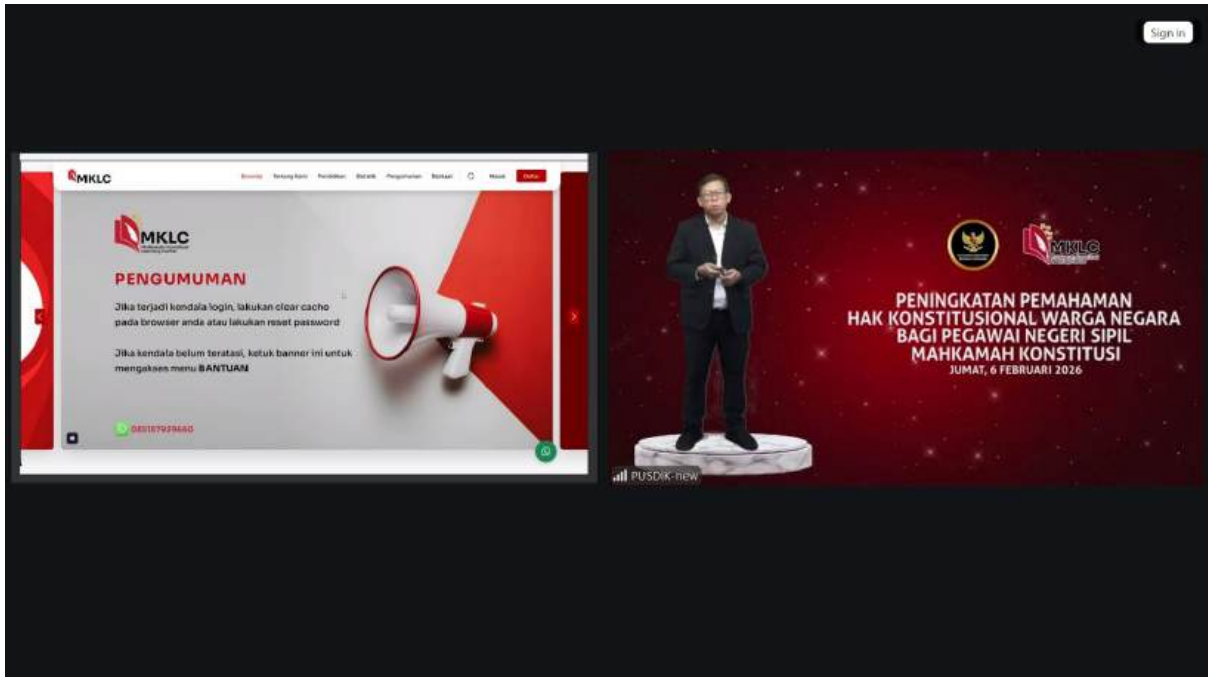 Sign in
MKLC
Beranda Tentang Kami Pendidikan Statistik Pengumuman Bantuan Masuk Daftar
MKLC
PENGUMUMAN
Jika terjadi kendala login, lakukan clear cache
pada browser anda atau lakukan reset password
Jika kendala belum teratasi, ketuk banner ini untuk
mengakses menu BANTUAN
MKLC
PENINGKATAN PEMAHAMAN
HAK KONSTITUSIONAL WARGA NEGARA
BAGI PEGAWAI NEGERI SIPIL
MAHKAMAH KONSTITUSI
JUMAT, 6 FEBRUARI 2026
PUSDIK-new